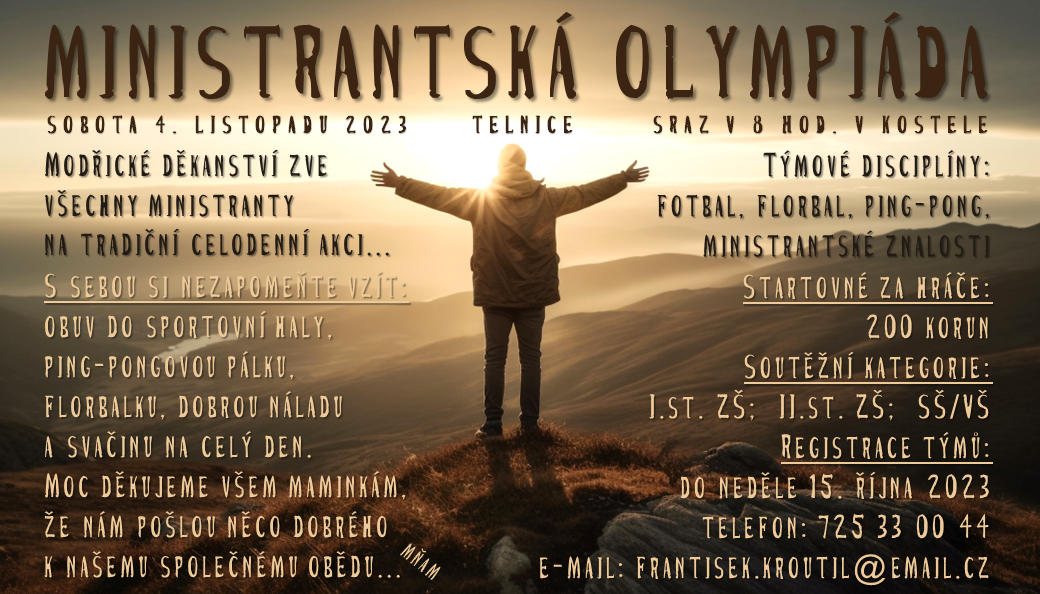 MINISTRANTSKÁ OLYMPIÁDA
SOBOTA 4. LISTOPADU 2023 TELNICE SRAZ V 8 HOD. V KOSTELE
MODŘICKÉ DĚKANSTVÍ ZVE
VŠECHNY MINISTRANTY
NA TRADIČNÍ CELODENNÍ AKCI...
S SEBOU SI NEZAPOMEŇTE VZÍT:
OBUV DO SPORTOVNÍ HALY,
PING-PONGOVOU PÁLKU,
FLORBALKU, DOBROU NÁLADU
A SVAČINU NA CELÝ DEN.
MOC DĚKUJEME VŠEM MAMINKÁM,
ŽE NÁM POŠLOU NĚCO DOBRÉHO
K NAŠEMU SPOLEČNÉMU OBĚDU...
MŇAM
TÝMOVÉ DISCIPLÍNY:
FOTBAL, FLORBAL, PING-PONG,
MINISTRANTSKÉ ZNALOSTI
STARTOVNÉ ZA HRÁČE:
200 KORUN
SOUTĚŽNÍ KATEGORIE:
I.ST. ZŠ; II.ST. ZŠ; SŠ/VŠ
REGISTRACE TÝMŮ:
DO NEDĚLE 15. ŘÍJNA 2023
TELEFON: 725 33 00 44
E-MAIL: FRANTISEK.KROUTIL@EMAIL.CZ